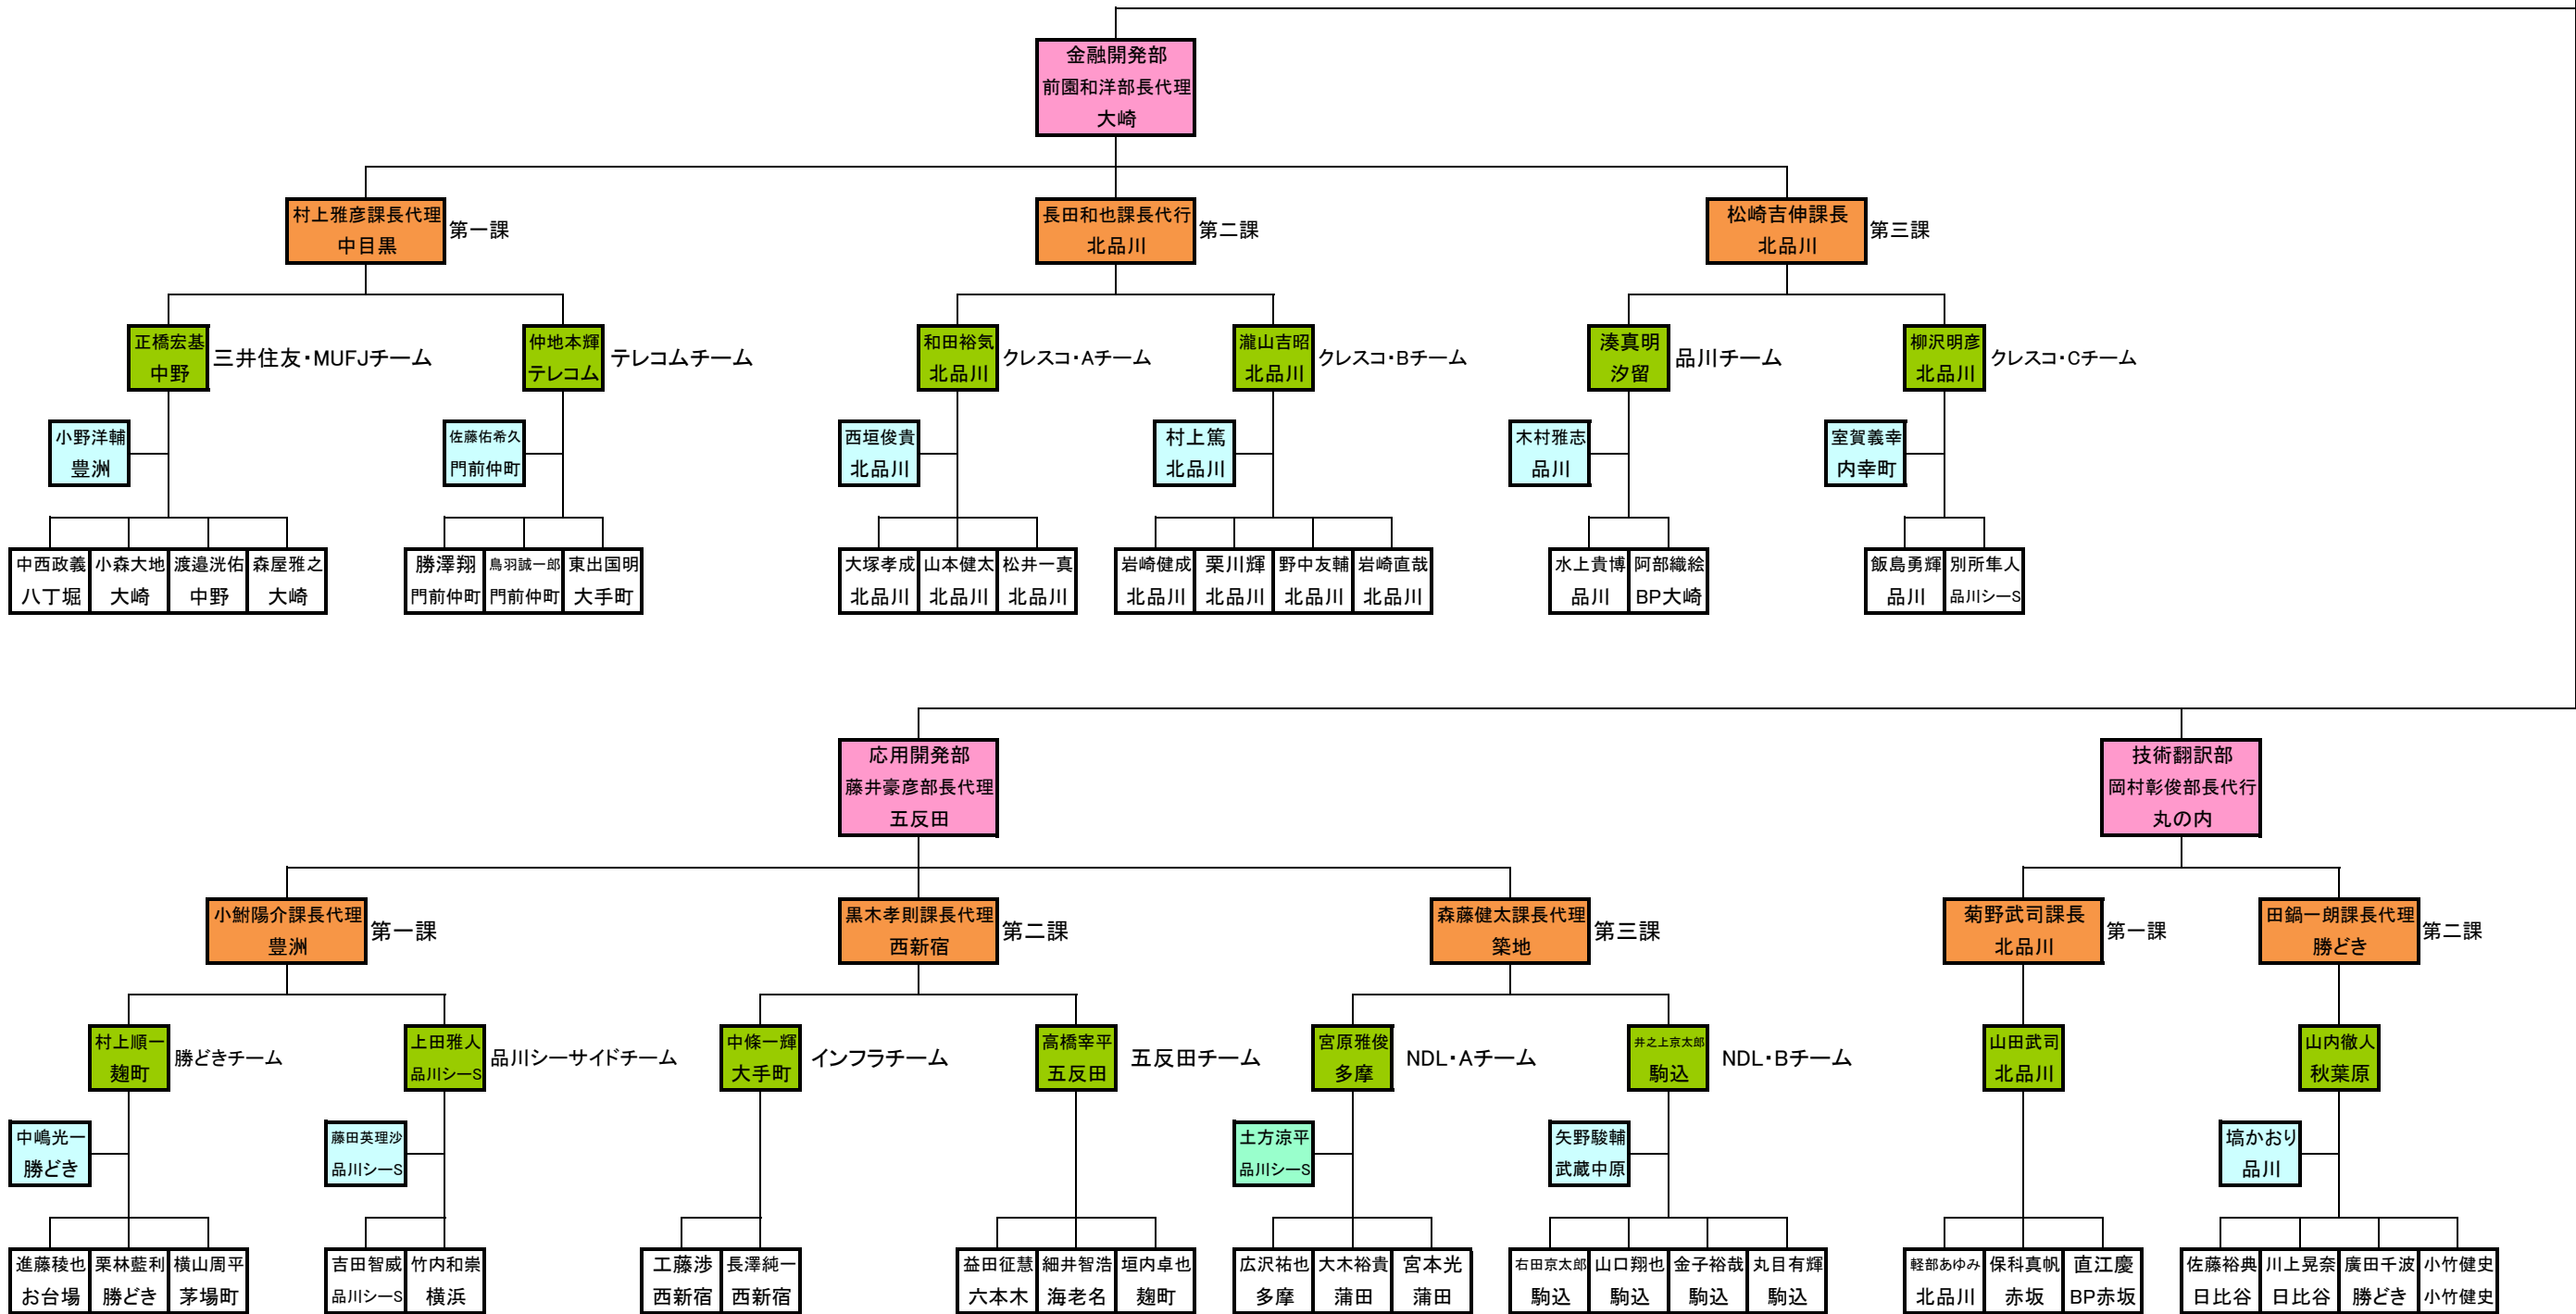 金融開発部
前園和洋部長代理
大崎
村上雅彦課長代理
中目黒
第一課
長田和也課長代行
北品川
第二課
松崎吉伸課長
北品川
第三課
正橋宏基
中野
三井住友・MUFJチーム
仲地本輝
テレコム
テレコムチーム
和田裕気
北品川
クレスコ・Aチーム
瀧山吉昭
北品川
クレスコ・Bチーム
湊真明
汐留
品川チーム
柳沢明彦
北品川
クレスコ・Cチーム
小野洋輔
豊洲
佐藤佑希久
門前仲町
西垣俊貴
北品川
村上篤
北品川
木村雅志
品川
室賀義幸
内幸町
中西政義
八丁堀
小森大地
大崎
渡邉洸佑
中野
森屋雅之
大崎
勝澤翔
門前仲町
鳥羽誠一郎
門前仲町
東出国明
大手町
大塚孝成
北品川
山本健太
北品川
松井一真
北品川
岩崎健成
北品川
栗川輝
北品川
野中友輔
北品川
岩崎直哉
北品川
水上貴博
品川
阿部織絵
BP大崎
飯島勇輝
品川
別所隼人
品川シーS
応用開発部
藤井豪彦部長代理
五反田
技術翻訳部
岡村彰俊部長代行
丸の内
小鮒陽介課長代理
豊洲
第一課
黒木孝則課長代理
西新宿
第二課
森藤健太課長代理
築地
第三課
菊野武司課長
北品川
第一課
田鍋一朗課長代理
勝どき
第二課
村上順一
麹町
勝どきチーム
上田雅人
品川シーS
品川シーサイドチーム
中條一輝
大手町
インフラチーム
高橋宰平
五反田
五反田チーム
宮原雅俊
多摩
NDL・Aチーム
井之上京太郎
駒込
NDL・Bチーム
山田武司
北品川
山内徹人
秋葉原
中嶋光一
勝どき
藤田英理沙
品川シーS
土方涼平
品川シーS
矢野駿輔
武蔵中原
塙かおり
品川
進藤稜也
お台場
栗林藍利
勝どき
横山周平
茅場町
吉田智威
品川シーS
竹内和崇
横浜
工藤渉
西新宿
長澤純一
西新宿
益田征慧
六本木
細井智浩
海老名
垣内卓也
麹町
広沢祐也
多摩
大木裕貴
蒲田
宮本光
蒲田
右田京太郎
駒込
山口翔也
駒込
金子裕哉
駒込
丸目有輝
駒込
軽部あゆみ
北品川
保科真帆
赤坂
直江慶
BP赤坂
佐藤裕典
日比谷
川上晃奈
日比谷
廣田千波
勝どき
小竹健史
小竹健史